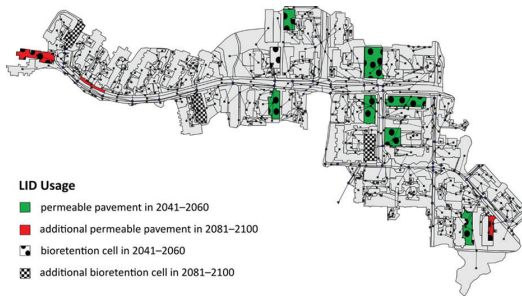 LID Usage
permeable pavement in 2041–2060
additional permeable pavement in 2081–2100
bioretention cell in 2041–2060
additional bioretention cell in 2081–2100